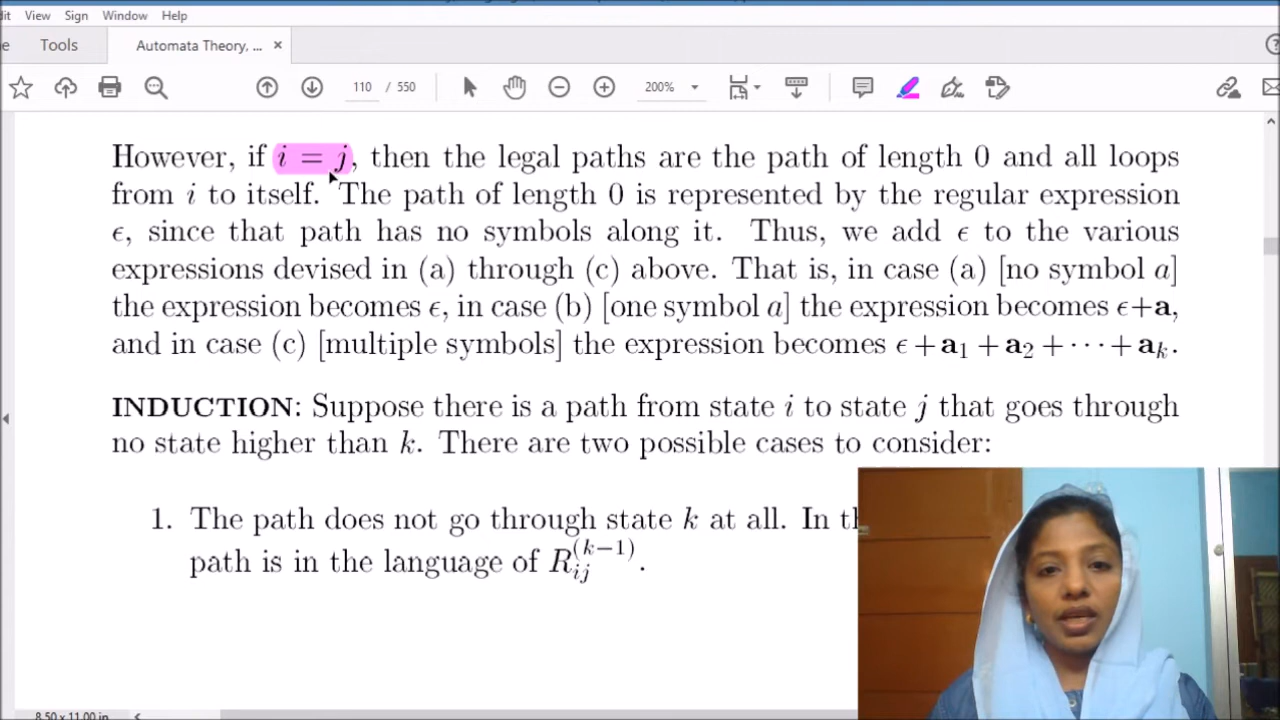 View Sign Window Help
Tools Automata Theory, ... ×
110 / 550 200%
However, if i = j, then the legal paths are the path of length 0 and all loops
from i to itself. The path of length 0 is represented by the regular expression
ϵ, since that path has no symbols along it. Thus, we add ϵ to the various
expressions devised in (a) through (c) above. That is, in case (a) [no symbol a]
the expression becomes ϵ, in case (b) [one symbol a] the expression becomes ϵ+a,
and in case (c) [multiple symbols] the expression becomes ϵ + a₁ + a₂ + ⋯ + aₖ.
INDUCTION: Suppose there is a path from state i to state j that goes through
no state higher than k. There are two possible cases to consider:
1. The path does not go through state k at all. In
path is in the language of R_{ij}^{(k−1)}.
8.50 x 11.00 in